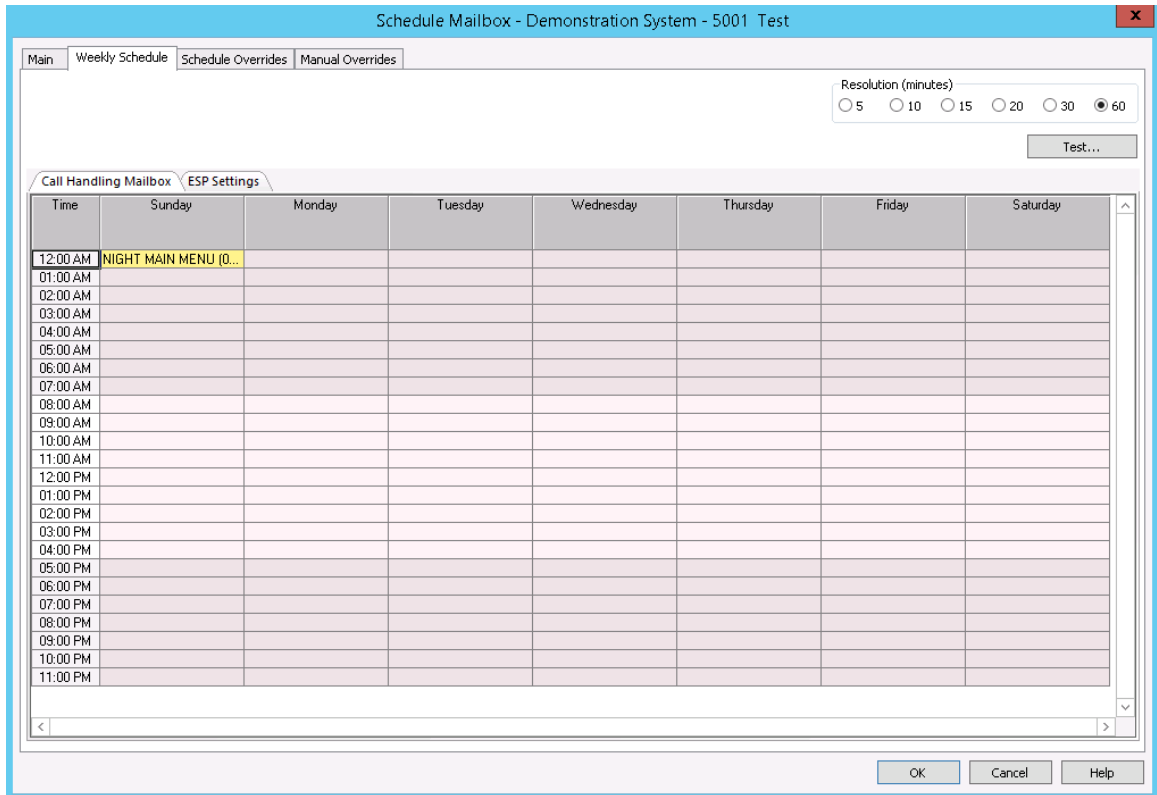 Schedule Mailbox - Demonstration System - 5001 Test
x
Main Weekly Schedule Schedule Overrides Manual Overrides
Resolution (minutes)
5 10 15 20 30 60
Test...
Call Handling Mailbox ESP Settings
Time Sunday Monday Tuesday Wednesday Thursday Friday Saturday
12:00 AM NIGHT MAIN MENU (0...
01:00 AM
02:00 AM
03:00 AM
04:00 AM
05:00 AM
06:00 AM
07:00 AM
08:00 AM
09:00 AM
10:00 AM
11:00 AM
12:00 PM
01:00 PM
02:00 PM
03:00 PM
04:00 PM
05:00 PM
06:00 PM
07:00 PM
08:00 PM
09:00 PM
10:00 PM
11:00 PM
OK Cancel Help